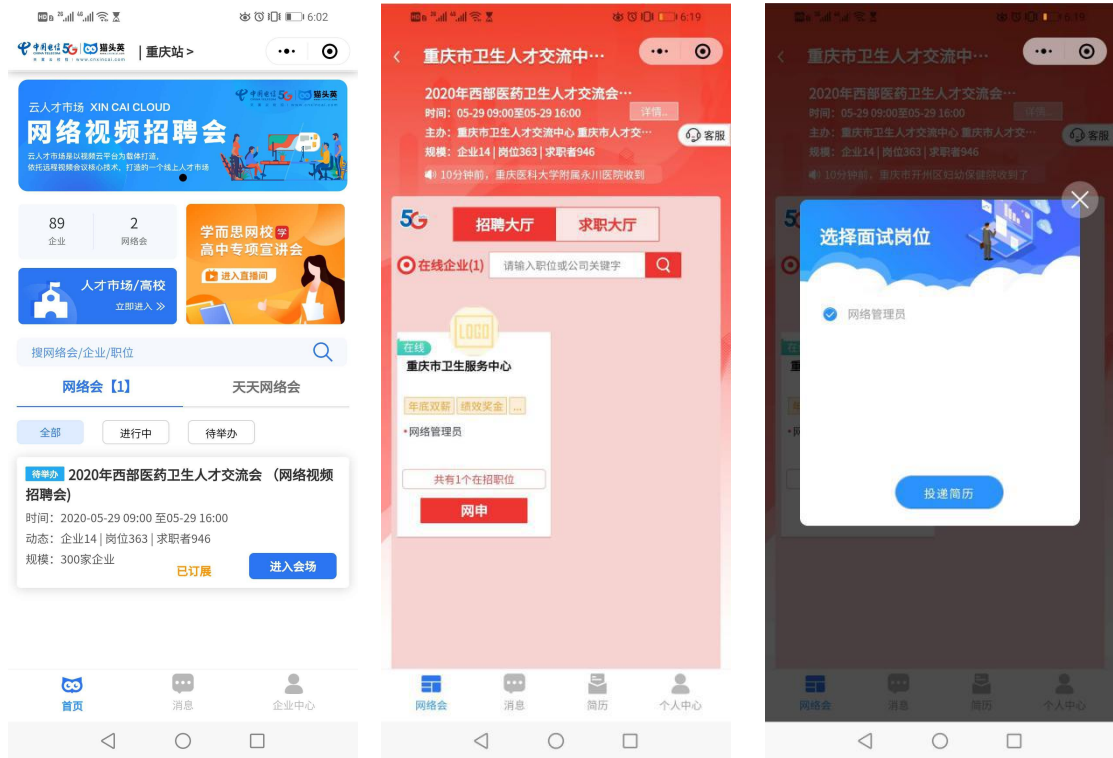 6:02
中国电信 5G 猫头英 | 重庆站 >
云人才市场 XIN CAI CLOUD
中国电信 5G 猫头英
网络视频招聘会
云人才市场是以视频云平台为载体打造，
依托远程视频会议核心技术，打造的一个线上人才市场
89
企业
2
网络会
学而思网校 学
高中专项宣讲会
进入直播间
人才市场/高校
立即进入
搜网络会/企业/职位
网络会【1】
天天网络会
全部
进行中
待举办
待举办 2020年西部医药卫生人才交流会 （网络视频
招聘会)
时间：2020-05-29 09:00 至05-29 16:00
动态：企业14 | 岗位363 | 求职者946
规模：300家企业
已订展
进入会场
首页
消息
企业中心
6:19
重庆市卫生人才交流中···
2020年西部医药卫生人才交流会···
时间：05-29 09:00至05-29 16:00
详情..
主办：重庆市卫生人才交流中心 重庆市人才交···
规模：企业14 | 岗位363 | 求职者946
客服
10分钟前，重庆医科大学附属永川医院收到
5G
招聘大厅
求职大厅
在线企业(1)
请输入职位或公司关键字
LOGO
在线
重庆市卫生服务中心
年底双薪
绩效奖金
...
*网络管理员
共有1个在招职位
网申
网络会
消息
简历
个人中心
6:19
重庆市卫生人才交流中···
2020年西部医药卫生人才交流会···
时间：05-29 09:00至05-29 16:00
详情..
主办：重庆市卫生人才交流中心 重庆市人才交···
规模：企业14 | 岗位363 | 求职者946
客服
10分钟前，重庆市开州区妇幼保健院收到了
选择面试岗位
网络管理员
投递简历
网络会
消息
简历
个人中心